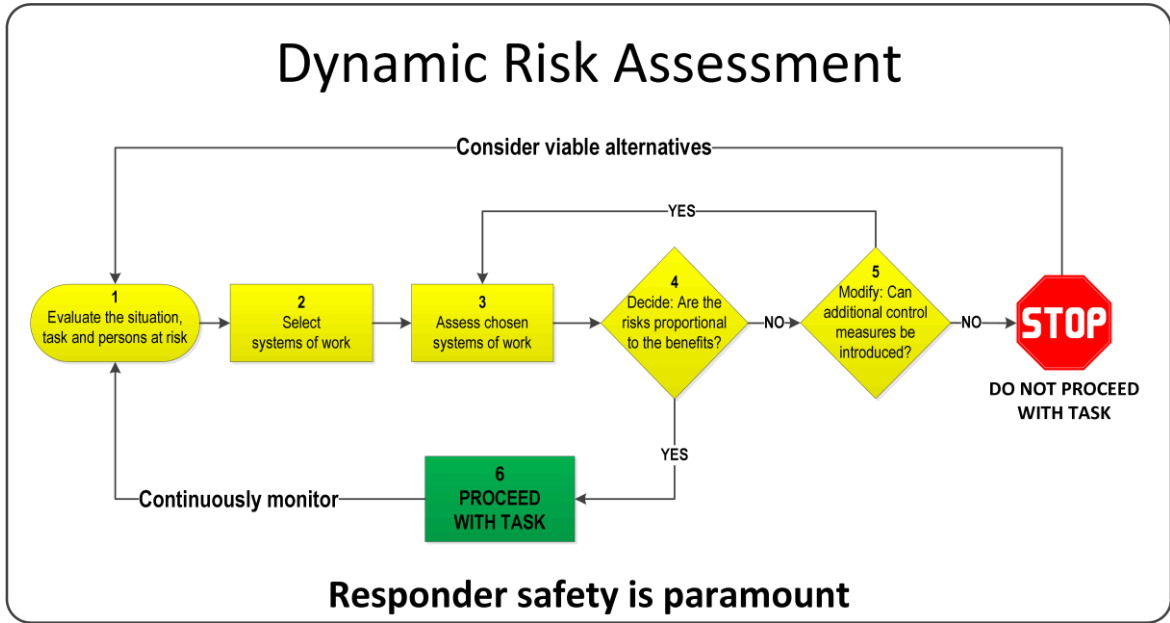 Dynamic Risk Assessment
Consider viable alternatives
YES
1
Evaluate the situation,
task and persons at risk
2
Select
systems of work
3
Assess chosen
systems of work
4
Decide: Are the
risks proportional
to the benefits?
NO
5
Modify: Can
additional control
measures be
introduced?
NO
STOP
DO NOT PROCEED
WITH TASK
YES
6
PROCEED
WITH TASK
Continuously monitor
Responder safety is paramount